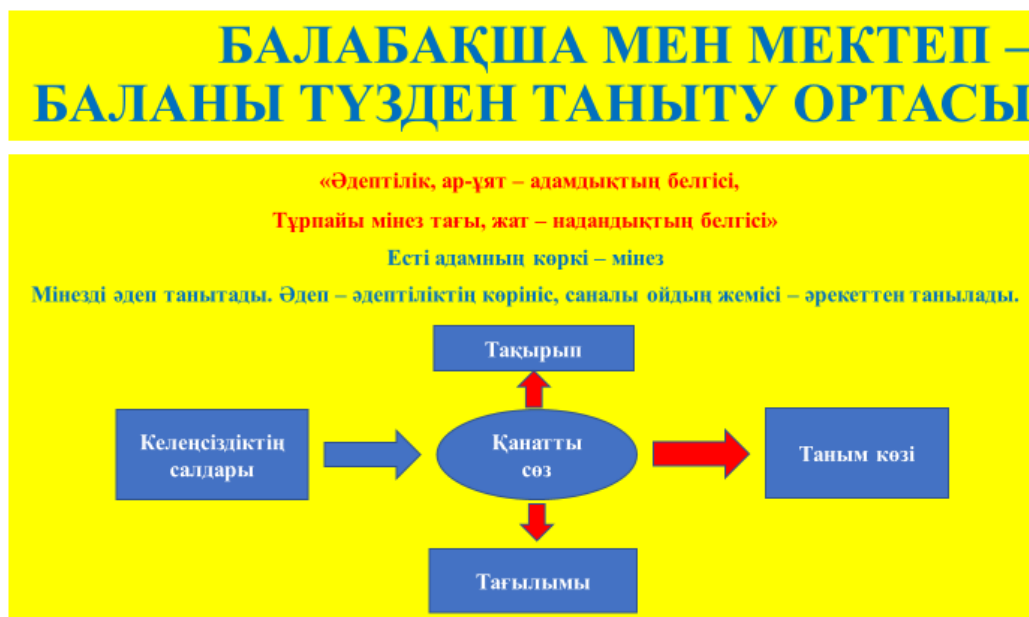 БАЛАБАҚША МЕН МЕКТЕП –
БАЛАНЫ ТҮЗДЕН ТАНЫТУ ОРТАСЫ
«Әдептілік, ар-ұят – адамдықтың белгісі,
Тұрпайы мінез тағы, жат – надандықтың белгісі»
Есті адамның көркі – мінез
Мінезді әдеп танытады. Әдеп – әдептіліктің көрініс, саналы ойдың жемісі – әрекеттен танылады.
Тақырып
Келеңсіздіктің
салдары
Қанатты
сөз
Таным көзі
Тағылымы